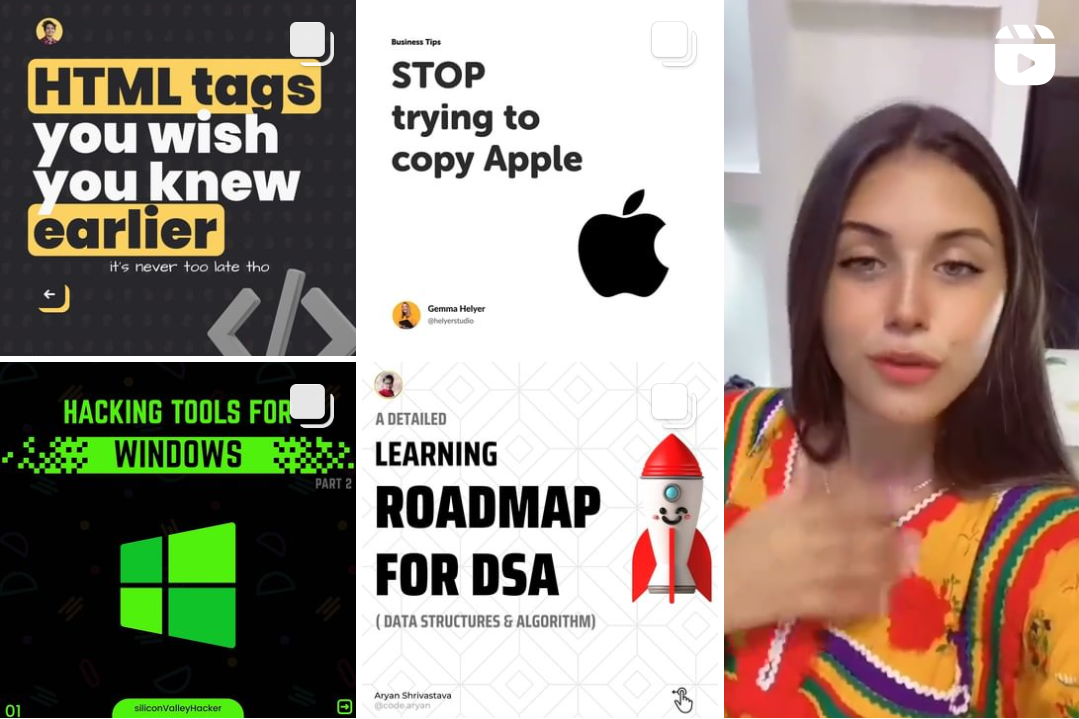 HTML tags
you wish
you knew
earlier
it's never too late tho
Business Tips
STOP
trying to
copy Apple
Gemma Helyer
@helyerstudio
HACKING TOOLS FOR
WINDOWS
PART 2
01
siliconValleyHacker
A DETAILED
LEARNING
ROADMAP
FOR DSA
( DATA STRUCTURES & ALGORITHM)
Aryan Shrivastava
@code.aryan